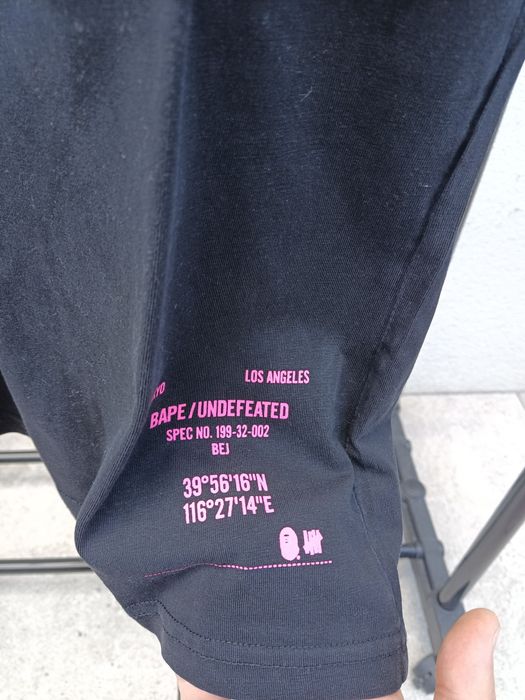 LOS ANGELES
BAPE / UNDEFEATED
SPEC NO. 199-32-002
BEJ
39°56'16"N
116°27'14"E